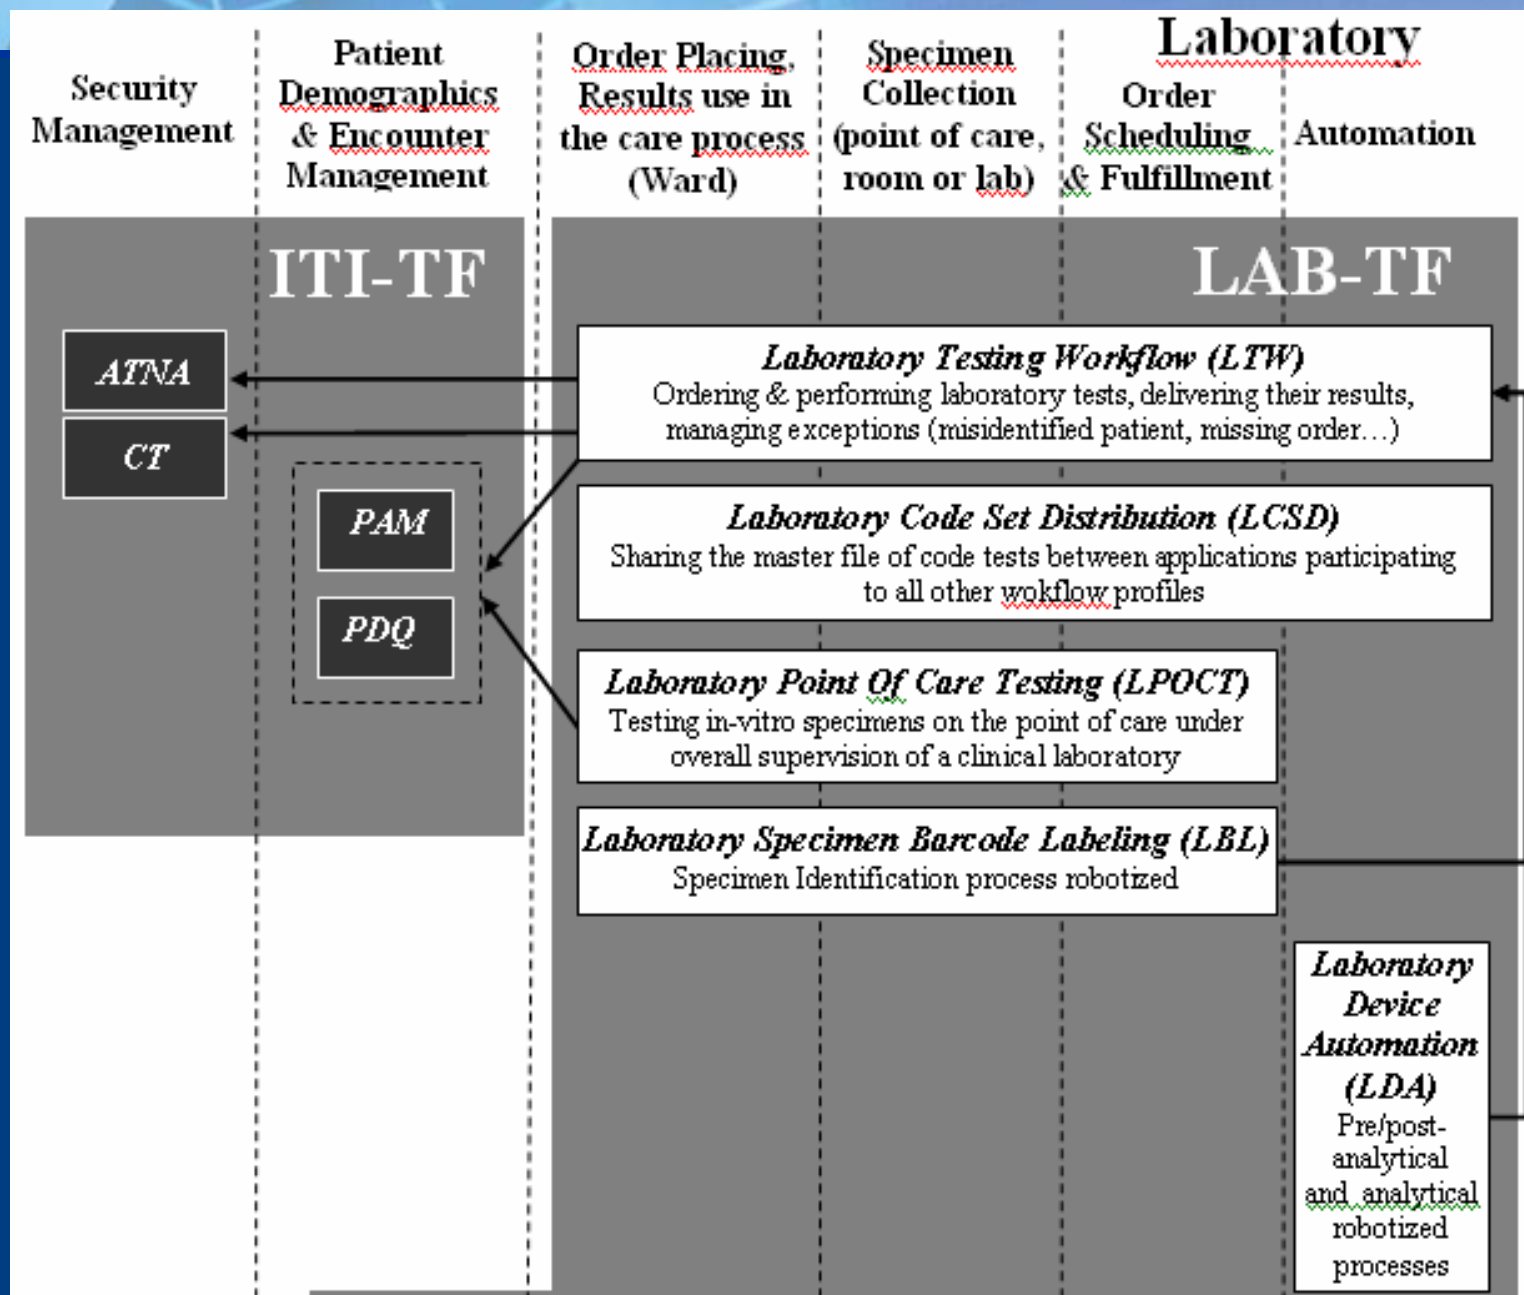 Security
Management
Patient
Demographics
& Encounter
Management
Order Placing,
Results use in
the care process
(Ward)
Specimen
Collection
(point of care,
room or lab)
Laboratory
Order
Scheduling
& Fulfillment
Automation
ITI-TF
LAB-TF
ATNA
CT
PAM
PDQ
Laboratory Testing Workflow (LTW)
Ordering & performing laboratory tests, delivering their results,
managing exceptions (misidentified patient, missing order...)
Laboratory Code Set Distribution (LCSD)
Sharing the master file of code tests between applications participating
to all other wokflow profiles
Laboratory Point Of Care Testing (LPOCT)
Testing in-vitro specimens on the point of care under
overall supervision of a clinical laboratory
Laboratory Specimen Barcode Labeling (LBL)
Specimen Identification process robotized
Laboratory
Device
Automation
(LDA)
Pre/post-
analytical
and analytical
robotized
processes